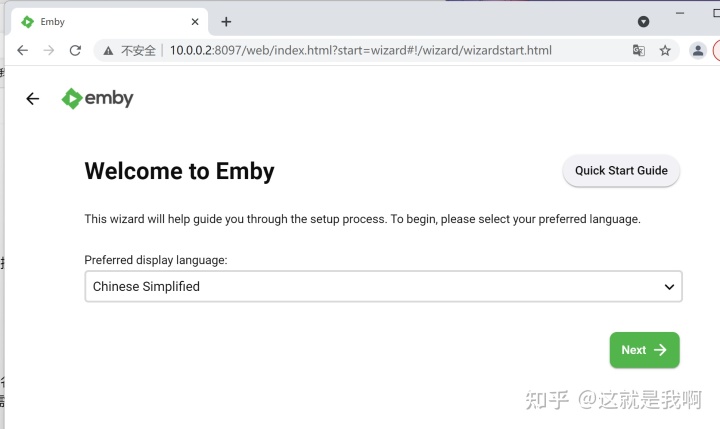 Emby
不安全
10.0.0.2:8097/web/index.html?start=wizard#!/wizard/wizardstart.html
emby
Welcome to Emby
Quick Start Guide
This wizard will help guide you through the setup process. To begin, please select your preferred language.
Preferred display language:
Chinese Simplified
Next
知乎 @这就是我啊